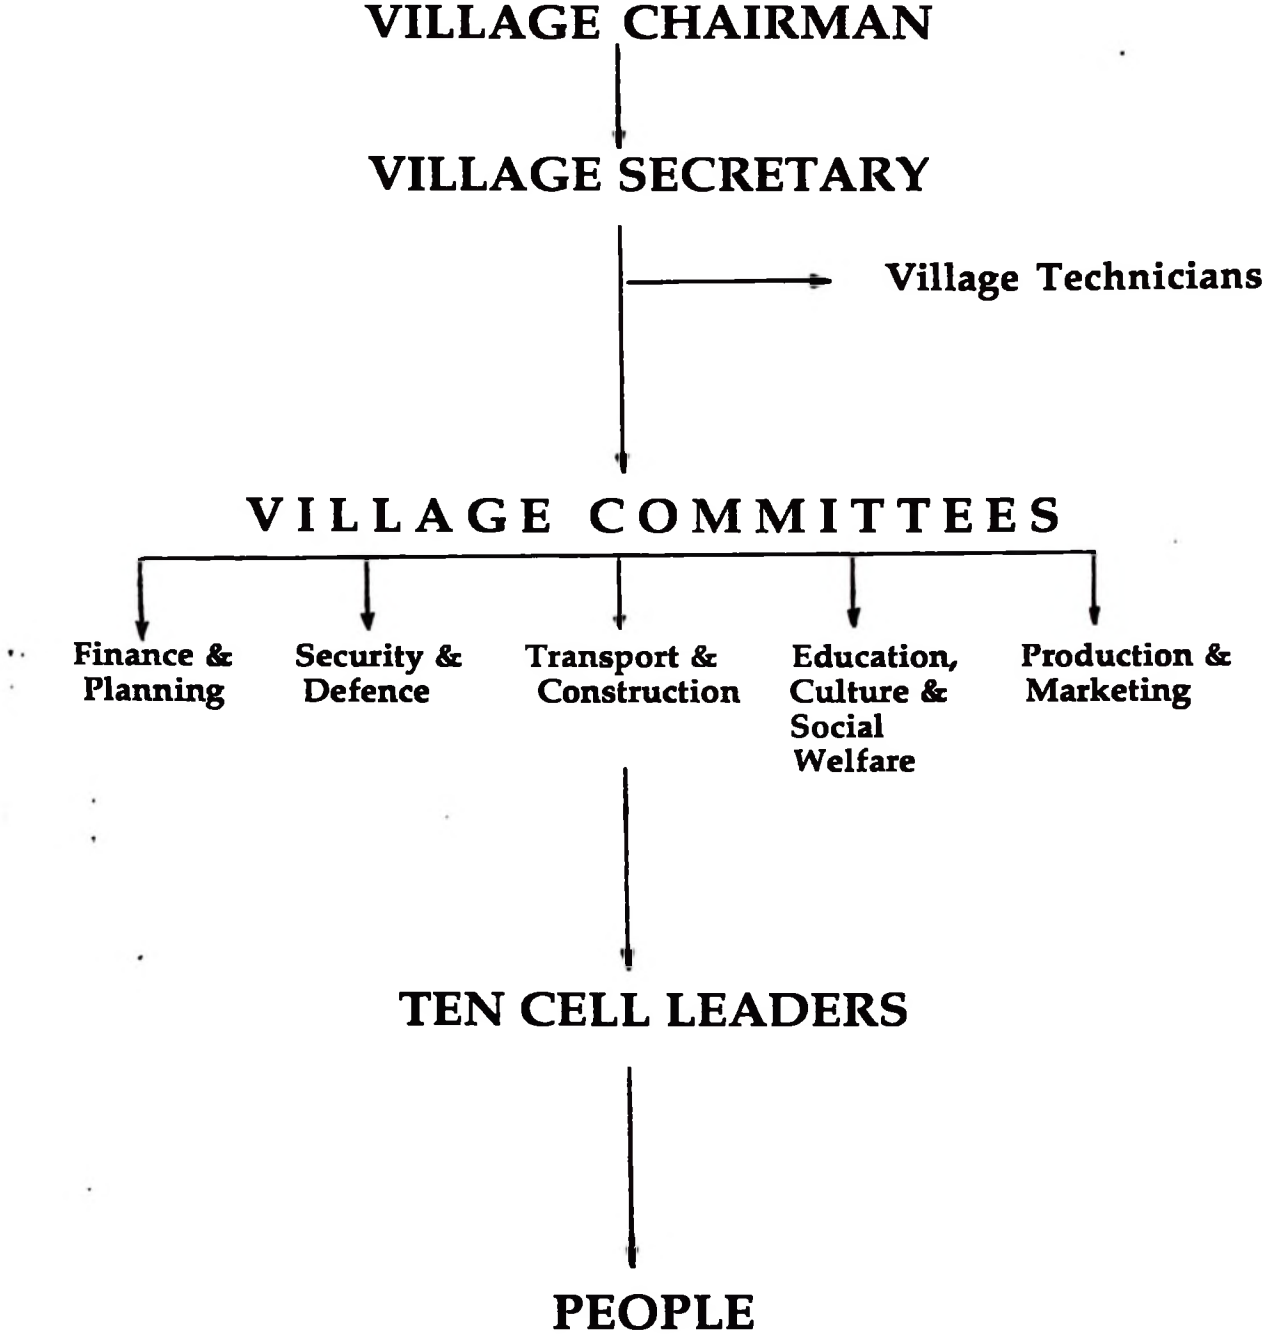 VILLAGE CHAIRMAN
VILLAGE SECRETARY
Village Technicians
VILLAGE COMMITTEES
Finance &
Planning
Security &
Defence
Transport &
Construction
Education,
Culture &
Social
Welfare
Production &
Marketing
TEN CELL LEADERS
PEOPLE